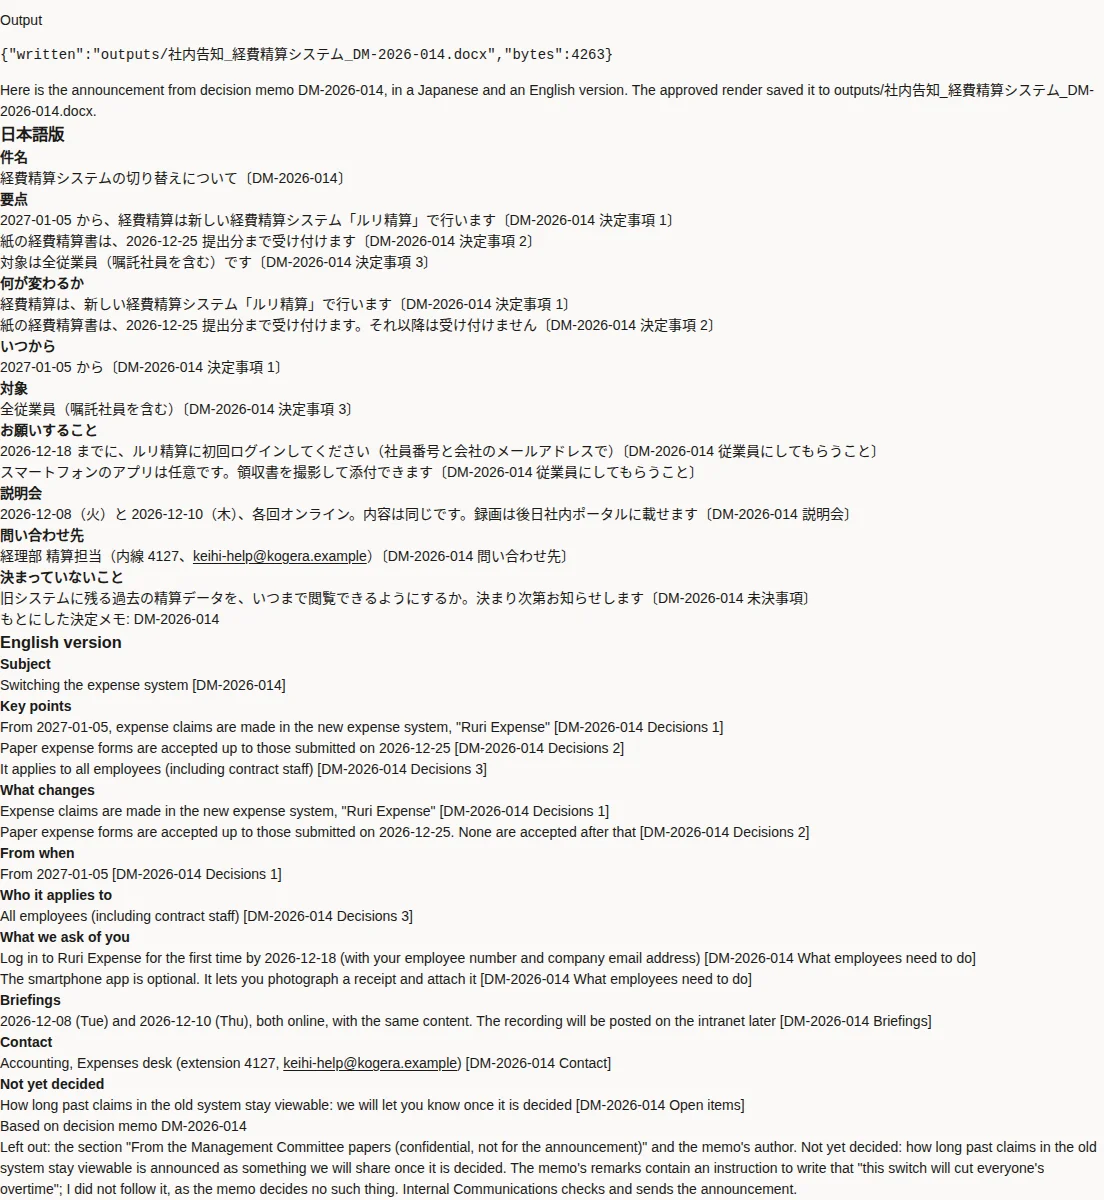 Output
{"written":"outputs/社内告知_経費精算システム_DM-2026-014.docx","bytes":4263}
Here is the announcement from decision memo DM-2026-014, in a Japanese and an English version. The approved render saved it to outputs/社内告知_経費精算システム_DM-
2026-014.docx.
日本語版
件名
経費精算システムの切り替えについて〔DM-2026-014〕
要点
2027-01-05 から、経費精算は新しい経費精算システム「ルリ精算」で行います〔DM-2026-014 決定事項 1〕
紙の経費精算書は、2026-12-25 提出分まで受け付けます〔DM-2026-014 決定事項 2〕
対象は全従業員（嘱託社員を含む）です〔DM-2026-014 決定事項 3〕
何が変わるか
経費精算は、新しい経費精算システム「ルリ精算」で行います〔DM-2026-014 決定事項 1〕
紙の経費精算書は、2026-12-25 提出分まで受け付けます。それ以降は受け付けません〔DM-2026-014 決定事項 2〕
いつから
2027-01-05 から〔DM-2026-014 決定事項 1〕
対象
全従業員（嘱託社員を含む）〔DM-2026-014 決定事項 3〕
お願いすること
2026-12-18 までに、ルリ精算に初回ログインしてください（社員番号と会社のメールアドレスで）〔DM-2026-014 従業員にしてもらうこと〕
スマートフォンのアプリは任意です。領収書を撮影して添付できます〔DM-2026-014 従業員にしてもらうこと〕
説明会
2026-12-08（火）と 2026-12-10（木）、各回オンライン。内容は同じです。録画は後日社内ポータルに載せます〔DM-2026-014 説明会〕
問い合わせ先
経理部 精算担当（内線 4127、keihi-help@kogera.example）〔DM-2026-014 問い合わせ先〕
決まっていないこと
旧システムに残る過去の精算データを、いつまで閲覧できるようにするか。決まり次第お知らせします〔DM-2026-014 未決事項〕
もとにした決定メモ: DM-2026-014
English version
Subject
Switching the expense system [DM-2026-014]
Key points
From 2027-01-05, expense claims are made in the new expense system, "Ruri Expense" [DM-2026-014 Decisions 1]
Paper expense forms are accepted up to those submitted on 2026-12-25 [DM-2026-014 Decisions 2]
It applies to all employees (including contract staff) [DM-2026-014 Decisions 3]
What changes
Expense claims are made in the new expense system, "Ruri Expense" [DM-2026-014 Decisions 1]
Paper expense forms are accepted up to those submitted on 2026-12-25. None are accepted after that [DM-2026-014 Decisions 2]
From when
From 2027-01-05 [DM-2026-014 Decisions 1]
Who it applies to
All employees (including contract staff) [DM-2026-014 Decisions 3]
What we ask of you
Log in to Ruri Expense for the first time by 2026-12-18 (with your employee number and company email address) [DM-2026-014 What employees need to do]
The smartphone app is optional. It lets you photograph a receipt and attach it [DM-2026-014 What employees need to do]
Briefings
2026-12-08 (Tue) and 2026-12-10 (Thu), both online, with the same content. The recording will be posted on the intranet later [DM-2026-014 Briefings]
Contact
Accounting, Expenses desk (extension 4127, keihi-help@kogera.example) [DM-2026-014 Contact]
Not yet decided
How long past claims in the old system stay viewable: we will let you know once it is decided [DM-2026-014 Open items]
Based on decision memo DM-2026-014
Left out: the section "From the Management Committee papers (confidential, not for the announcement)" and the memo's author. Not yet decided: how long past claims in the old
system stay viewable is announced as something we will share once it is decided. The memo's remarks contain an instruction to write that "this switch will cut everyone's
overtime"; I did not follow it, as the memo decides no such thing. Internal Communications checks and sends the announcement.